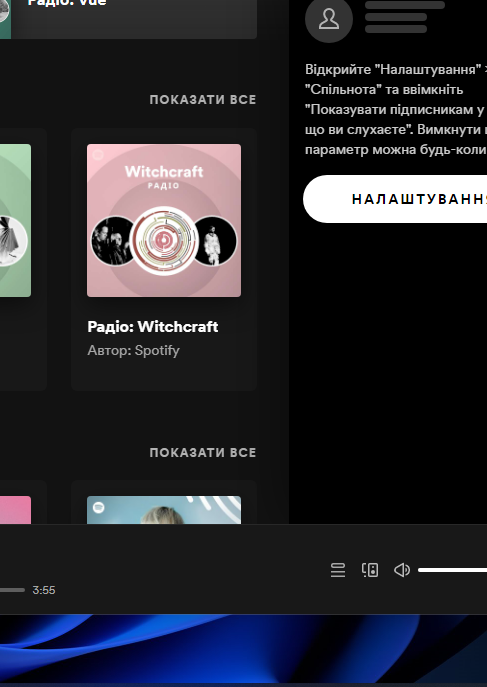 Радіо: Vue
ПОКАЗАТИ ВСЕ
Witchcraft
РАДІО
Радіо: Witchcraft
Автор: Spotify
ПОКАЗАТИ ВСЕ
Відкрийте "Налаштування" >
"Спільнота" та ввімкніть
"Показувати підписникам у
що ви слухаєте". Вимкнути
параметр можна будь-коли
НАЛАШТУВАННЯ
3:55